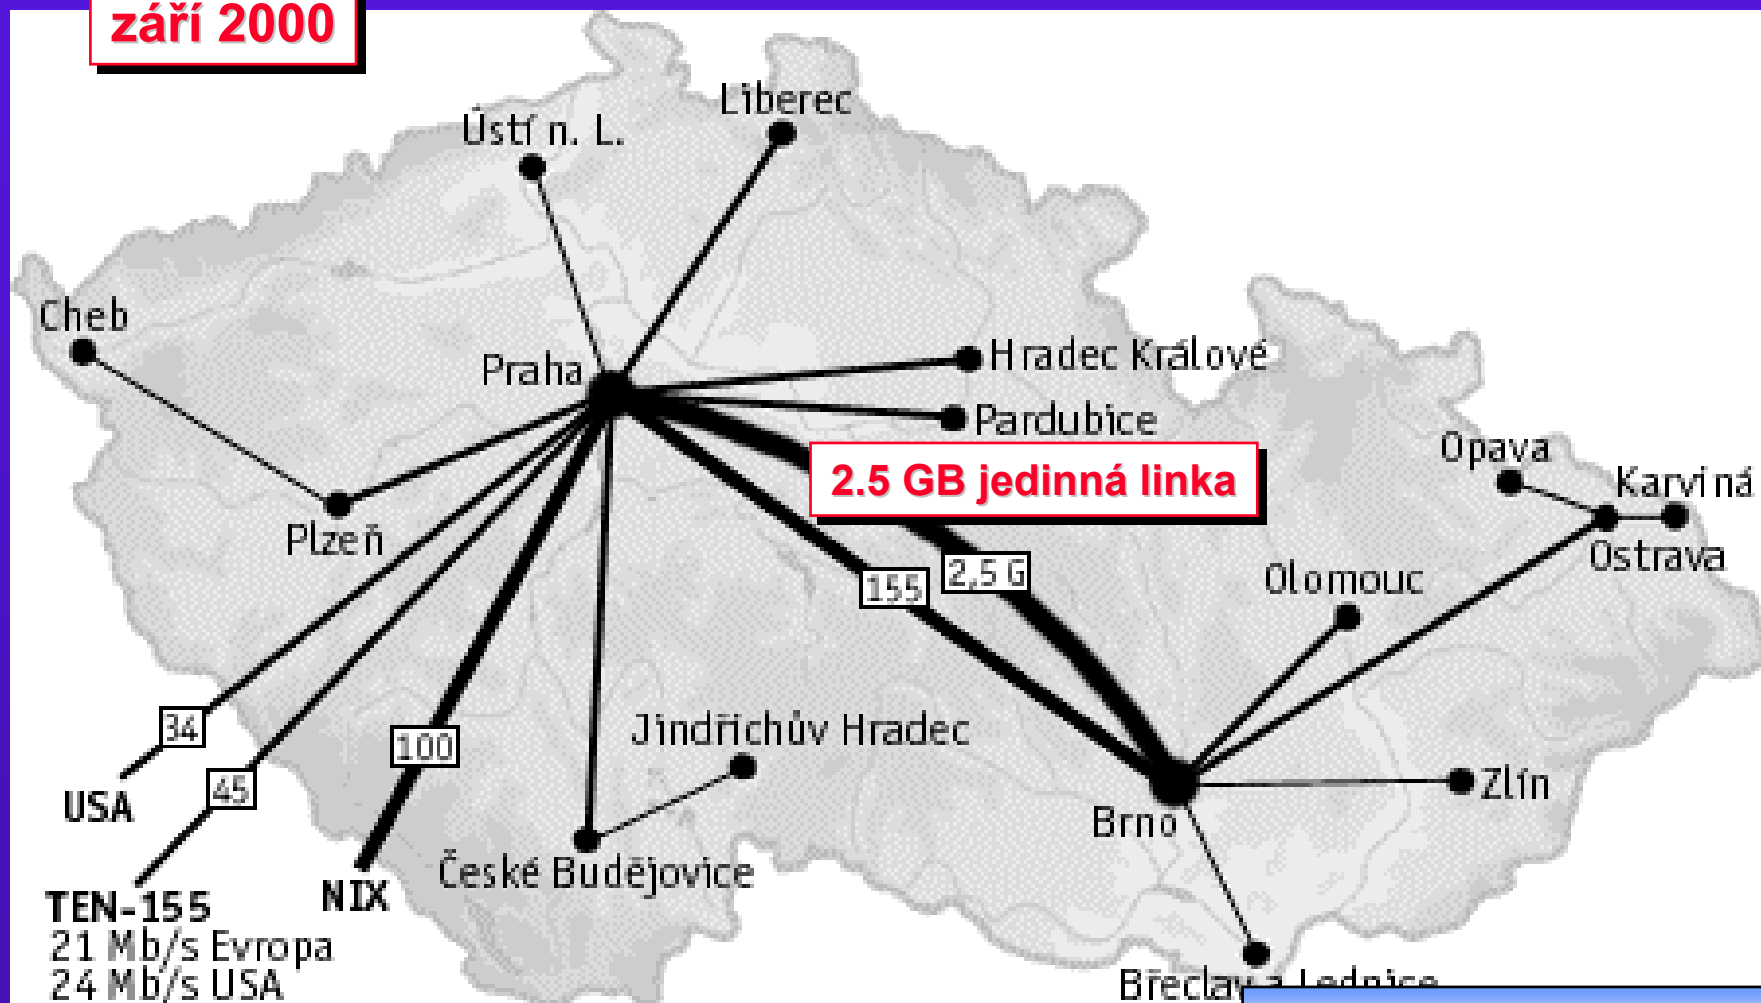 září 2000
Liberec
Ústí n. L.
Cheb
Praha
Hradec Králové
Pardubice
2.5 GB jedinná linka
Opava
Karviná
Plzeň
Ostrava
155
2,5 G
Olomouc
34
100
Jindřichův Hradec
45
USA
Zlín
Brno
České Budějovice
NIX
TEN-155
21 Mb/s Evropa
24 Mb/s USA
Břeclav a Lednice